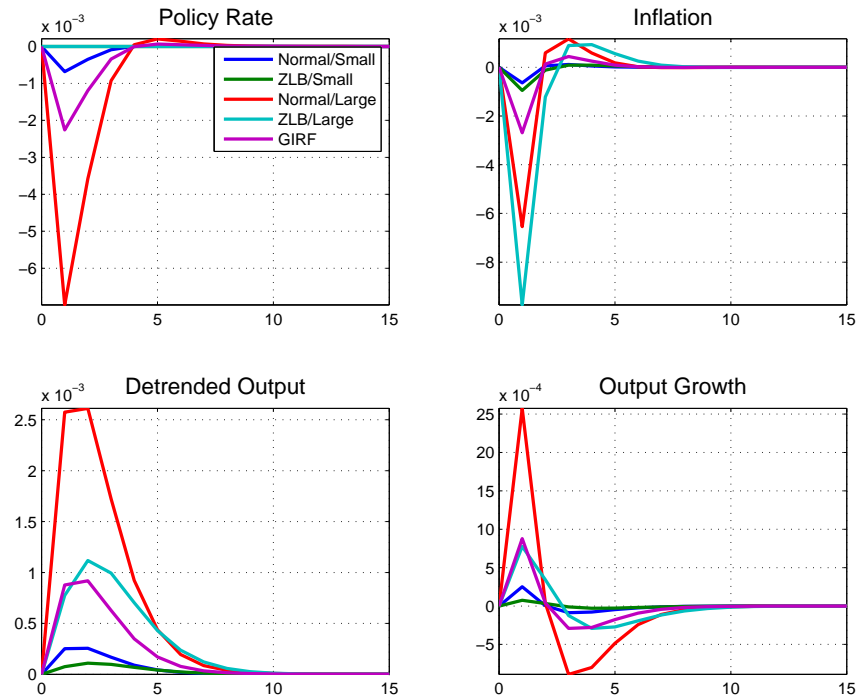 Policy Rate
x 10⁻³
0
−1
−2
−3
−4
−5
−6
0 5 10 15
Normal/Small
ZLB/Small
Normal/Large
ZLB/Large
GIRF
Inflation
x 10⁻³
0
−2
−4
−6
−8
0 5 10 15
Detrended Output
x 10⁻³
2.5
2
1.5
1
0.5
0
0 5 10 15
Output Growth
x 10⁻⁴
25
20
15
10
5
0
−5
0 5 10 15